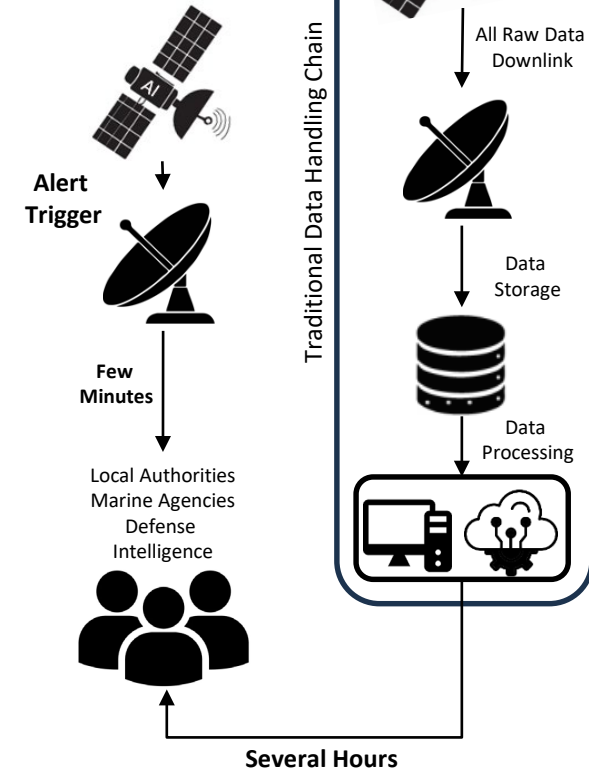 AI
Alert
Trigger
Few
Minutes
Local Authorities
Marine Agencies
Defense
Intelligence
Traditional Data Handling Chain
All Raw Data
Downlink
Data
Storage
Data
Processing
Several Hours